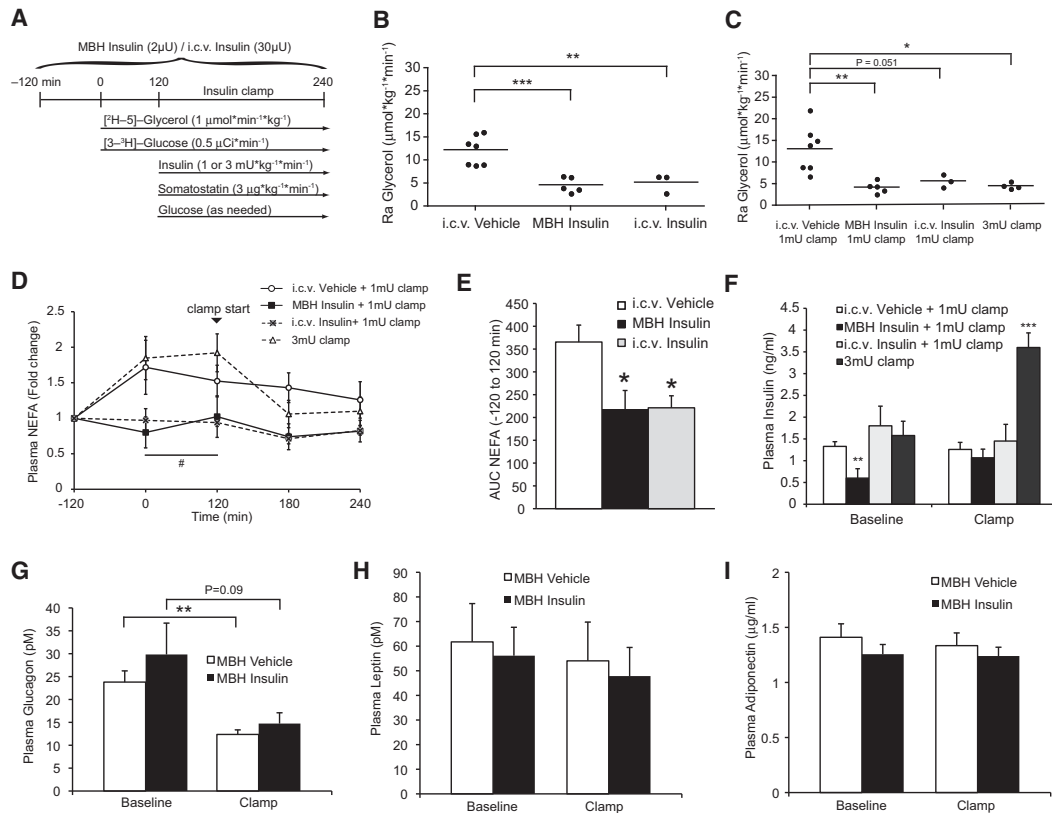 A
MBH Insulin (2µU) / i.c.v. Insulin (30µU)
–120 min 0 120 240
Insulin clamp
[²H–5]–Glycerol (1 µmol*min⁻¹*kg⁻¹)
[3–³H]–Glucose (0.5 µCi*min⁻¹)
Insulin (1 or 3 mU*kg⁻¹*min⁻¹)
Somatostatin (3 µg*kg⁻¹*min⁻¹)
Glucose (as needed)
B
Ra Glycerol (µmol*kg⁻¹*min⁻¹)
30
25
20
15
10
5
0
**
***
i.c.v. Vehicle MBH Insulin i.c.v. Insulin
C
Ra Glycerol (µmol*kg⁻¹*min⁻¹)
30
25
20
15
10
5
0
*
P = 0.051
**
i.c.v. Vehicle MBH Insulin i.c.v. Insulin 3mU clamp
1mU clamp 1mU clamp 1mU clamp
D
Plasma NEFA (Fold change)
2.5
2
1.5
1
0.5
0
clamp start
i.c.v. Vehicle + 1mU clamp
MBH Insulin + 1mU clamp
i.c.v. Insulin+ 1mU clamp
3mU clamp
#
-120 0 120 180 240
Time (min)
E
AUC NEFA (-120 to 120 min)
450
400
350
300
250
200
150
100
50
0
i.c.v. Vehicle
MBH Insulin
i.c.v. Insulin
* *
F
Plasma Insulin (ng/ml)
4.5
4
3.5
3
2.5
2
1.5
1
0.5
0
i.c.v. Vehicle + 1mU clamp
MBH Insulin + 1mU clamp
i.c.v. Insulin + 1mU clamp
3mU clamp
***
**
Baseline Clamp
G
Plasma Glucagon (pM)
40
35
30
25
20
15
10
5
0
P=0.09
**
MBH Vehicle
MBH Insulin
Baseline Clamp
H
Plasma Leptin (pM)
90
80
70
60
50
40
30
20
10
0
MBH Vehicle
MBH Insulin
Baseline Clamp
I
Plasma Adiponectin (µg/ml)
2
1.5
1
0.5
0
MBH Vehicle
MBH Insulin
Baseline Clamp